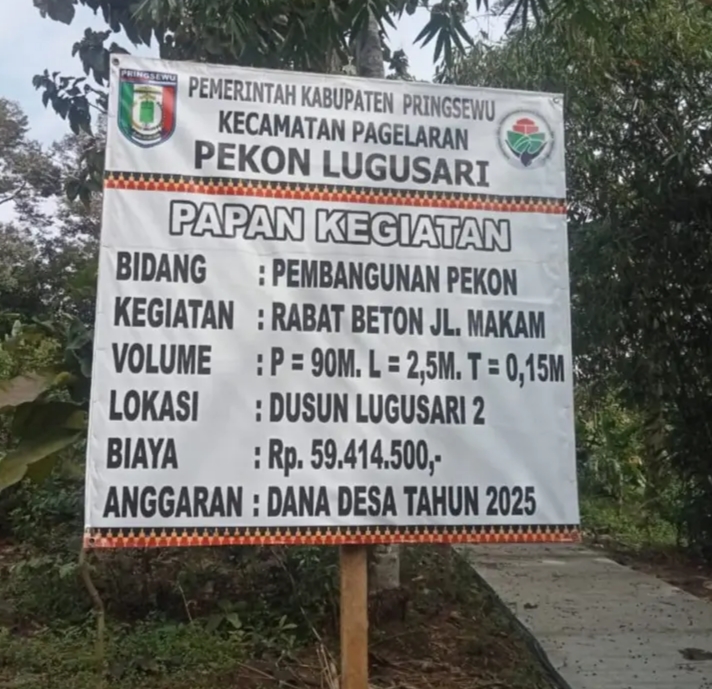 PRINGSEWU
PEMERINTAH KABUPATEN PRINGSEWU
KECAMATAN PAGELARAN
PEKON LUGUSARI
PAPAN KEGIATAN
BIDANG : PEMBANGUNAN PEKON
KEGIATAN : RABAT BETON JL. MAKAM
VOLUME : P = 90M. L = 2,5M. T = 0,15M
LOKASI : DUSUN LUGUSARI 2
BIAYA : Rp. 59.414.500,-
ANGGARAN : DANA DESA TAHUN 2025